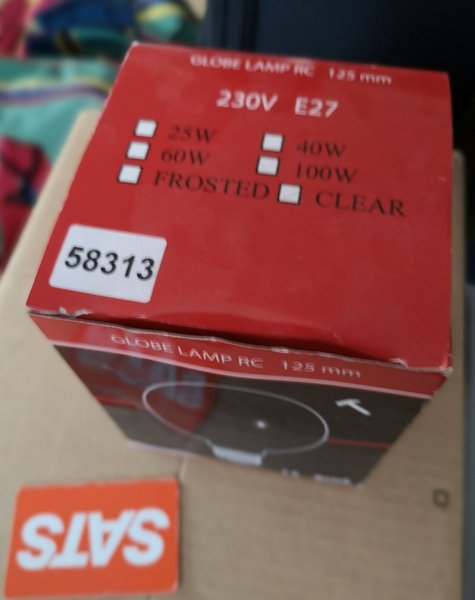 GLOBE LAMP RC 125 mm
230V E27
25W 40W
60W 100W
FROSTED CLEAR
58313
GLOBE LAMP RC 125 mm
SATS